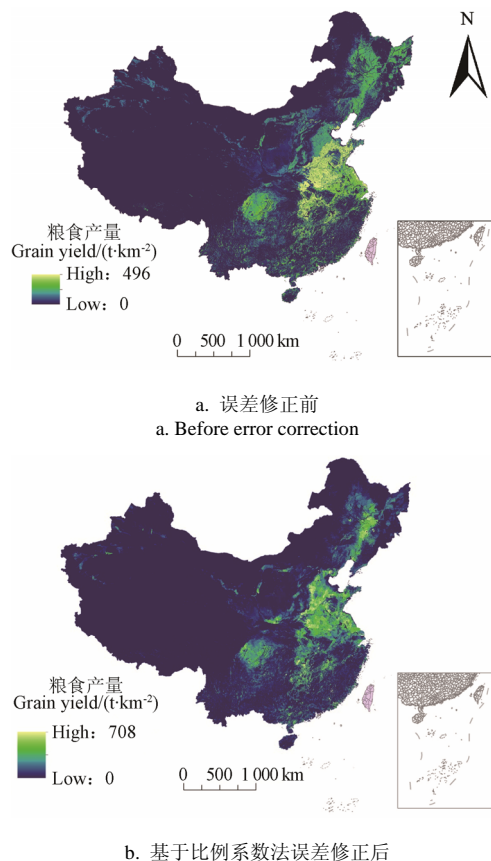 N
粮食产量
Grain yield/(t·km-2)
High：496
Low：0
0 500 1 000 km
a. 误差修正前
a. Before error correction
粮食产量
Grain yield/(t·km-2)
High：708
Low：0
0 500 1 000 km
b. 基于比例系数法误差修正后